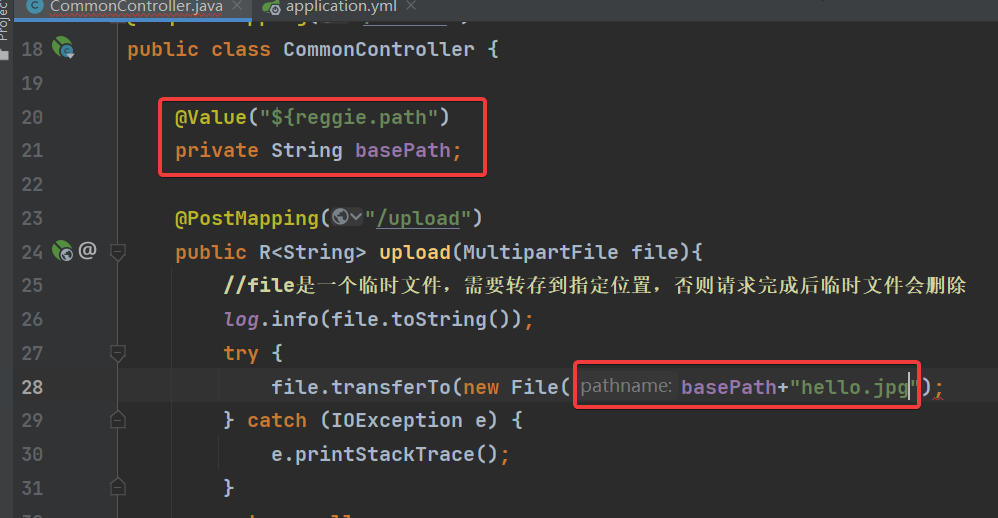 CommonController.java application.yml
18 public class CommonController {
19
20 @Value("${reggie.path")
21 private String basePath;
22
23 @PostMapping("/upload")
24 @ public R<String> upload(MultipartFile file){
25 //file是一个临时文件，需要转存到指定位置，否则请求完成后临时文件会删除
26 log.info(file.toString());
27 try {
28 file.transferTo(new File( pathname: basePath+"hello.jpg");
29 } catch (IOException e) {
30 e.printStackTrace();
31 }